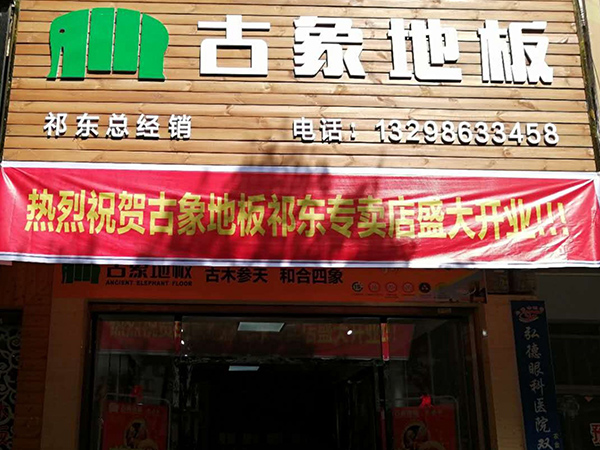 古象地板
祁东总经销 电话：13298633458
热烈祝贺古象地板祁东专卖店盛大开业!!!
古象地板 古木参天 和合四象
ANCIENT ELEPHANT FLOOR
弘德眼科医院双